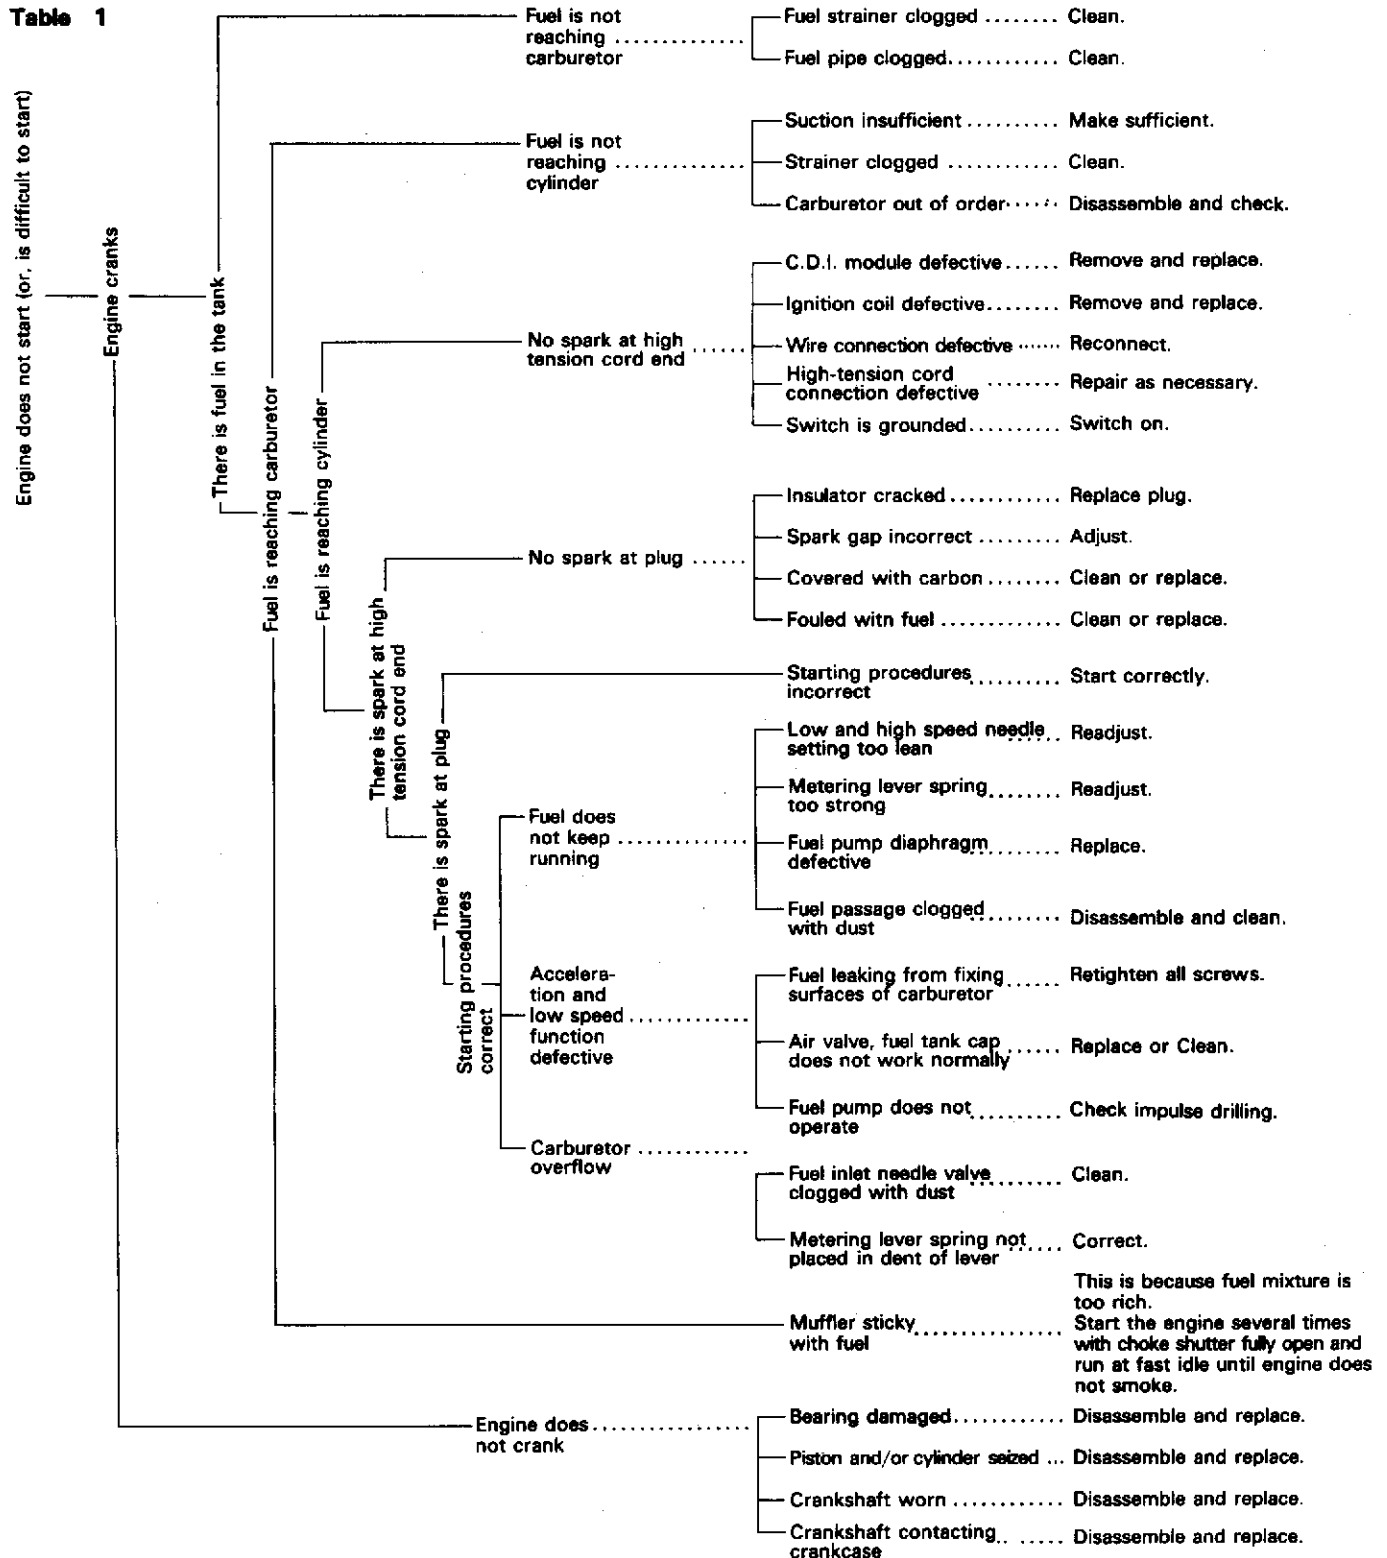 Table 1
Engine does not start (or, is difficult to start)
Engine cranks
There is fuel in the tank
Fuel is reaching carburetor
Fuel is reaching cylinder
There is spark at high
tension cord end
There is spark at plug
Starting procedures
correct
Fuel is not
reaching ..............
carburetor
Fuel strainer clogged ........ Clean.
Fuel pipe clogged............ Clean.
Fuel is not
reaching ..............
cylinder
Suction insufficient .......... Make sufficient.
Strainer clogged ............ Clean.
Carburetor out of order...... Disassemble and check.
No spark at high
tension cord end ......
C.D.I. module defective...... Remove and replace.
Ignition coil defective........ Remove and replace.
Wire connection defective ...... Reconnect.
High-tension cord
connection defective ........ Repair as necessary.
Switch is grounded.......... Switch on.
No spark at plug ......
Insulator cracked ............ Replace plug.
Spark gap incorrect ......... Adjust.
Covered with carbon ........ Clean or replace.
Fouled witn fuel ............. Clean or replace.
Starting procedures
incorrect .......... Start correctly.
Fuel does
not keep ..............
running
Low and high speed needle
setting too lean ...... Readjust.
Metering lever spring
too strong ........ Readjust.
Fuel pump diaphragm
defective ........ Replace.
Fuel passage clogged
with dust ......... Disassemble and clean.
Accelera-
tion and
low speed .............
function
defective
Fuel leaking from fixing
surfaces of carburetor ...... Retighten all screws.
Air valve, fuel tank cap
does not work normally ...... Replace or Clean.
Fuel pump does not
operate .......... Check impulse drilling.
Carburetor ............
overflow
Fuel inlet needle valve
clogged with dust ........ Clean.
Metering lever spring not
placed in dent of lever ..... Correct.
Muffler sticky
with fuel ................
This is because fuel mixture is
too rich.
Start the engine several times
with choke shutter fully open and
run at fast idle until engine does
not smoke.
Engine does.................
not crank
Bearing damaged............ Disassemble and replace.
Piston and/or cylinder seized ... Disassemble and replace.
Crankshaft worn ............ Disassemble and replace.
Crankshaft contacting
crankcase .. ..... Disassemble and replace.